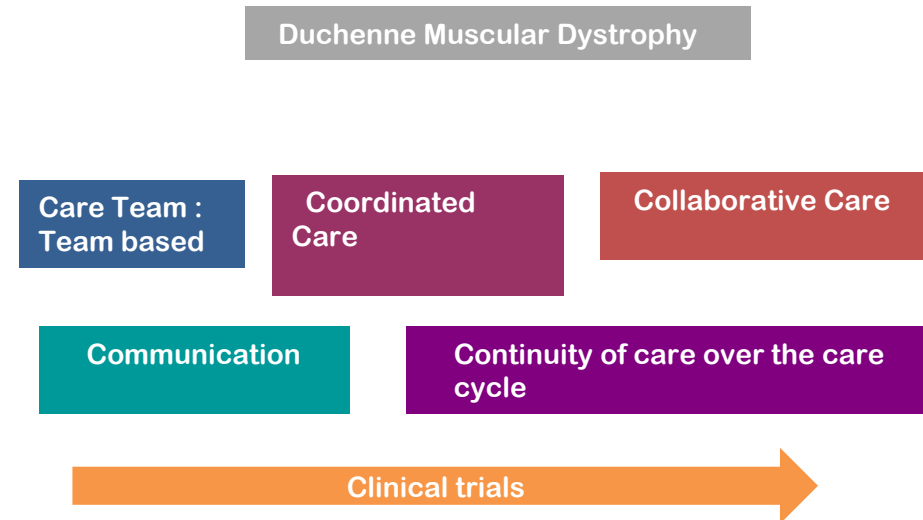 Duchenne Muscular Dystrophy
Care Team :
Team based
Coordinated
Care
Collaborative Care
Communication
Continuity of care over the care
cycle
Clinical trials